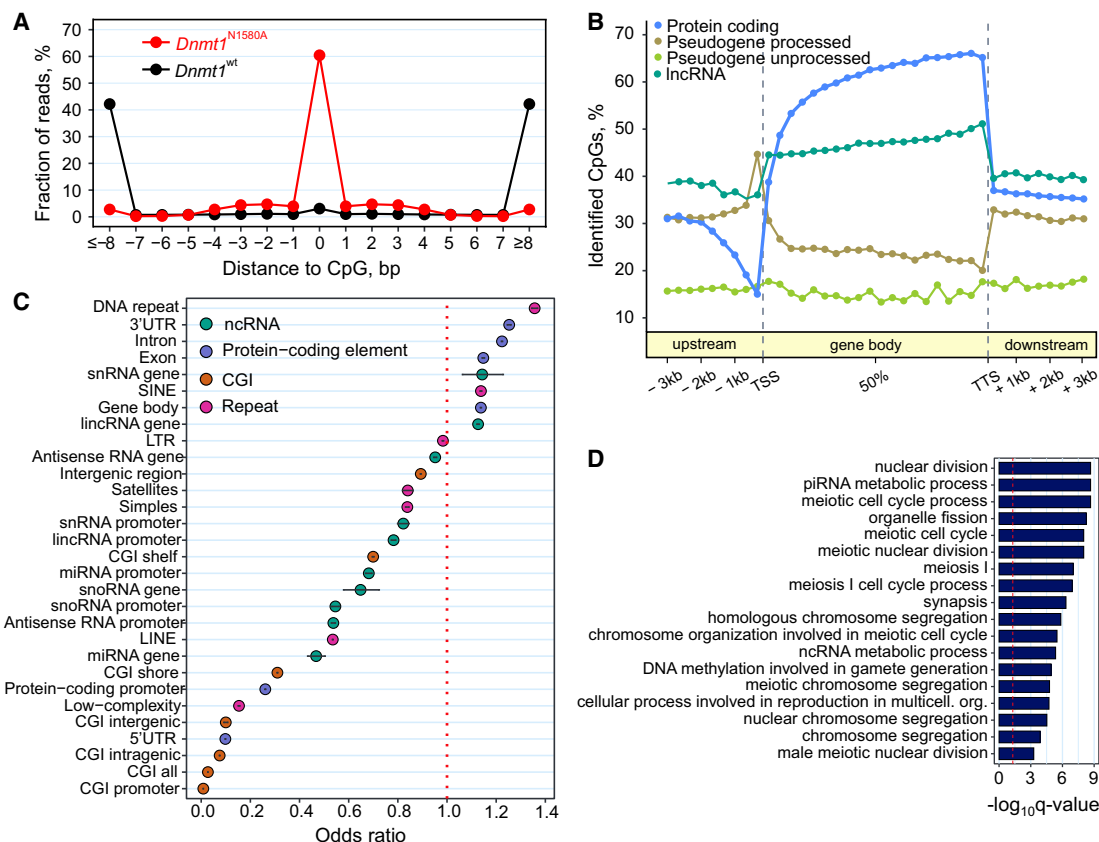 A
Fraction of reads, %
70
60
50
40
30
20
10
0
Dnmt1N1580A
Dnmt1wt
≤−8 −7 −6 −5 −4 −3 −2 −1 0 1 2 3 4 5 6 7 ≥8
Distance to CpG, bp
B
Identified CpGs, %
70
60
50
40
30
20
10
Protein coding
Pseudogene processed
Pseudogene unprocessed
lncRNA
upstream gene body downstream
− 3kb − 2kb − 1kb TSS 50% TTS + 1kb + 2kb + 3kb
C
ncRNA
Protein−coding element
CGI
Repeat
DNA repeat
3'UTR
Intron
Exon
snRNA gene
SINE
Gene body
lincRNA gene
LTR
Antisense RNA gene
Intergenic region
Satellites
Simples
snRNA promoter
lincRNA promoter
CGI shelf
miRNA promoter
snoRNA gene
snoRNA promoter
Antisense RNA promoter
LINE
miRNA gene
CGI shore
Protein−coding promoter
Low−complexity
CGI intergenic
5'UTR
CGI intragenic
CGI all
CGI promoter
0.0 0.2 0.4 0.6 0.8 1.0 1.2 1.4
Odds ratio
D
nuclear division
piRNA metabolic process
meiotic cell cycle process
organelle fission
meiotic cell cycle
meiotic nuclear division
meiosis I
meiosis I cell cycle process
synapsis
homologous chromosome segregation
chromosome organization involved in meiotic cell cycle
ncRNA metabolic process
DNA methylation involved in gamete generation
meiotic chromosome segregation
cellular process involved in reproduction in multicell. org.
nuclear chromosome segregation
chromosome segregation
male meiotic nuclear division
0 3 6 9
-log10q-value